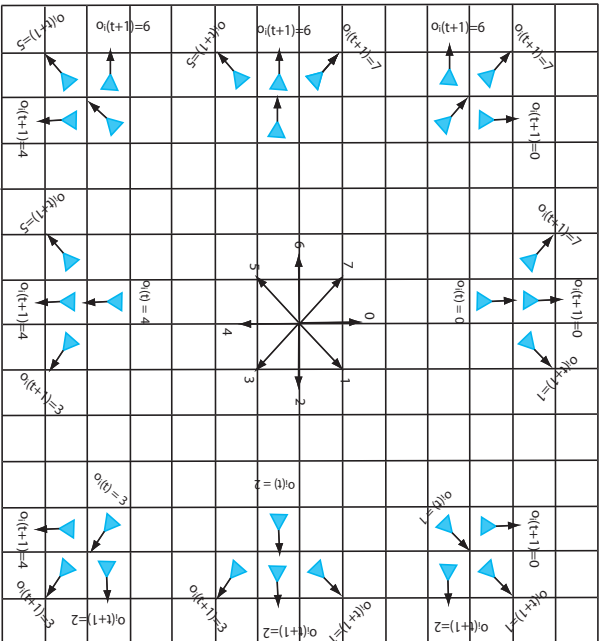 oᵢ(t+1)=5
oᵢ(t+1)=6
oᵢ(t+1)=5
oᵢ(t+1)=6
oᵢ(t+1)=7
oᵢ(t+1)=6
oᵢ(t+1)=7
oᵢ(t+1)=4
oᵢ(t+1)=0
oᵢ(t+1)=5
oᵢ(t+1)=7
6
5
7
oᵢ(t+1)=4
oᵢ(t) = 4
4
0
oᵢ(t) = 0
oᵢ(t+1)=0
3
2
1
oᵢ(t+1)=3
oᵢ(t+1)=1
oᵢ(t) = 3
oᵢ(t) = 2
oᵢ(t) = 1
oᵢ(t+1)=4
oᵢ(t+1)=0
oᵢ(t+1)=3
oᵢ(t+1)=2
oᵢ(t+1)=3
oᵢ(t+1)=2
oᵢ(t+1)=1
oᵢ(t+1)=2
oᵢ(t+1)=1